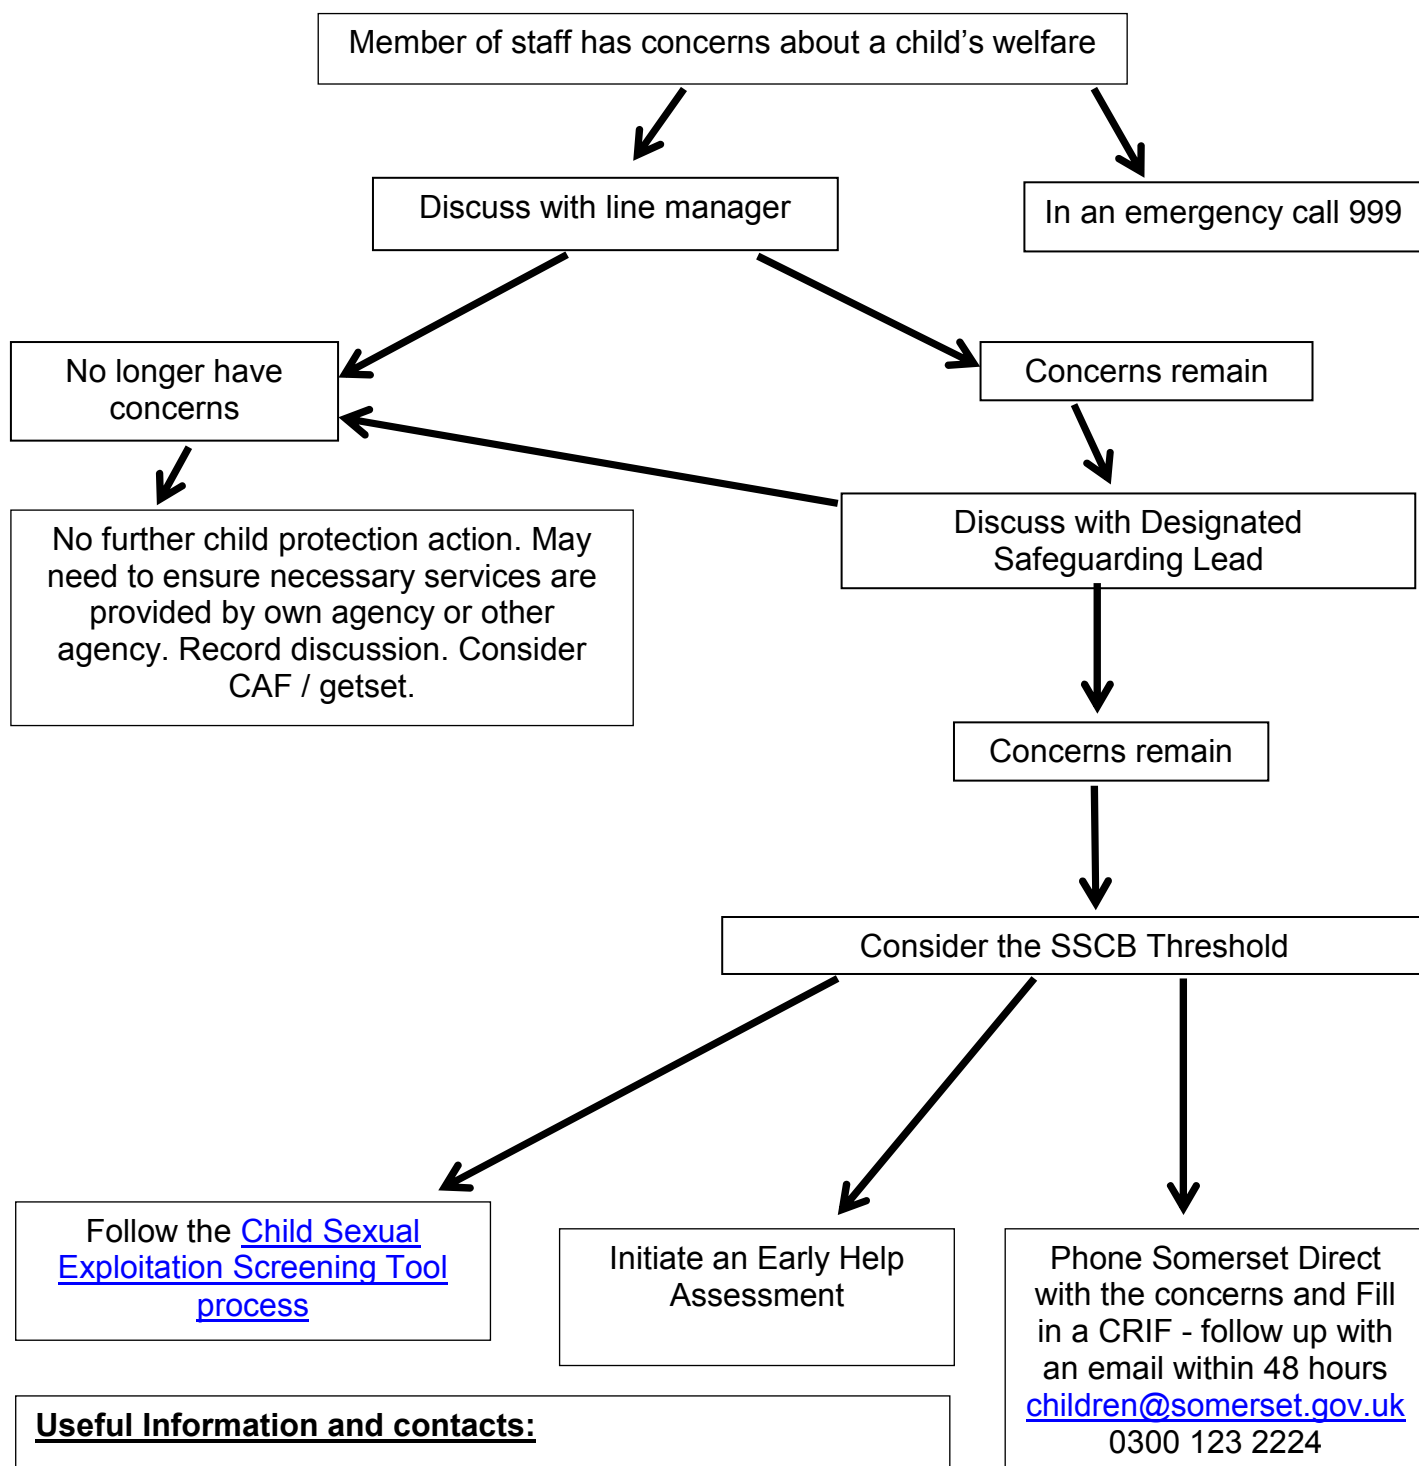 Member of staff has concerns about a child’s welfare
Discuss with line manager
In an emergency call 999
No longer have
concerns
Concerns remain
Discuss with Designated
Safeguarding Lead
No further child protection action. May
need to ensure necessary services are
provided by own agency or other
agency. Record discussion. Consider
CAF / getset.
Concerns remain
Consider the SSCB Threshold
Follow the Child Sexual
Exploitation Screening Tool
process
Initiate an Early Help
Assessment
Phone Somerset Direct
with the concerns and Fill
in a CRIF - follow up with
an email within 48 hours
children@somerset.gov.uk
0300 123 2224
Useful Information and contacts: